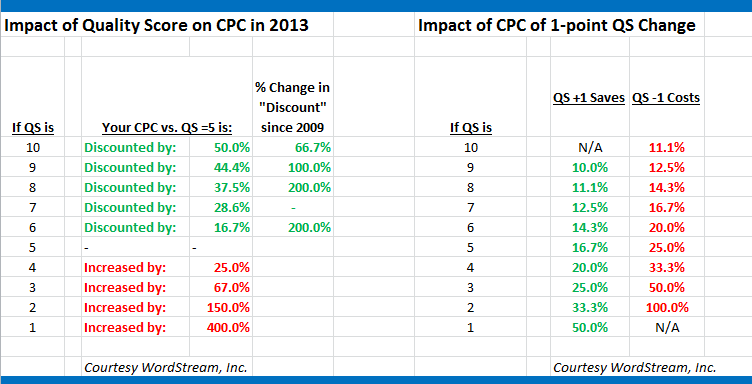 Impact of Quality Score on CPC in 2013 Impact of CPC of 1-point QS Change
% Change in
"Discount"
QS +1 Saves QS -1 Costs
If QS is Your CPC vs. QS =5 is: since 2009 If QS is
10 Discounted by: 50.0% 66.7% 10 N/A 11.1%
9 Discounted by: 44.4% 100.0% 9 10.0% 12.5%
8 Discounted by: 37.5% 200.0% 8 11.1% 14.3%
7 Discounted by: 28.6% - 7 12.5% 16.7%
6 Discounted by: 16.7% 200.0% 6 14.3% 20.0%
5 - - 5 16.7% 25.0%
4 Increased by: 25.0% 4 20.0% 33.3%
3 Increased by: 67.0% 3 25.0% 50.0%
2 Increased by: 150.0% 2 33.3% 100.0%
1 Increased by: 400.0% 1 50.0% N/A
Courtesy WordStream, Inc. Courtesy WordStream, Inc.